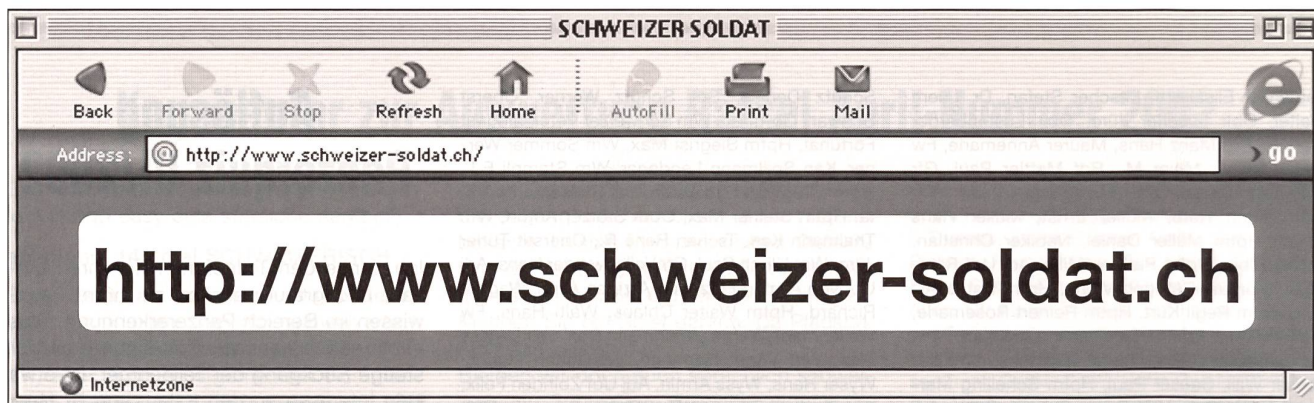 SCHWEIZER SOLDAT
Back Forward Stop Refresh Home AutoFill Print Mail
Address: @ http://www.schweizer-soldat.ch/ › go
http://www.schweizer-soldat.ch
Internetzone